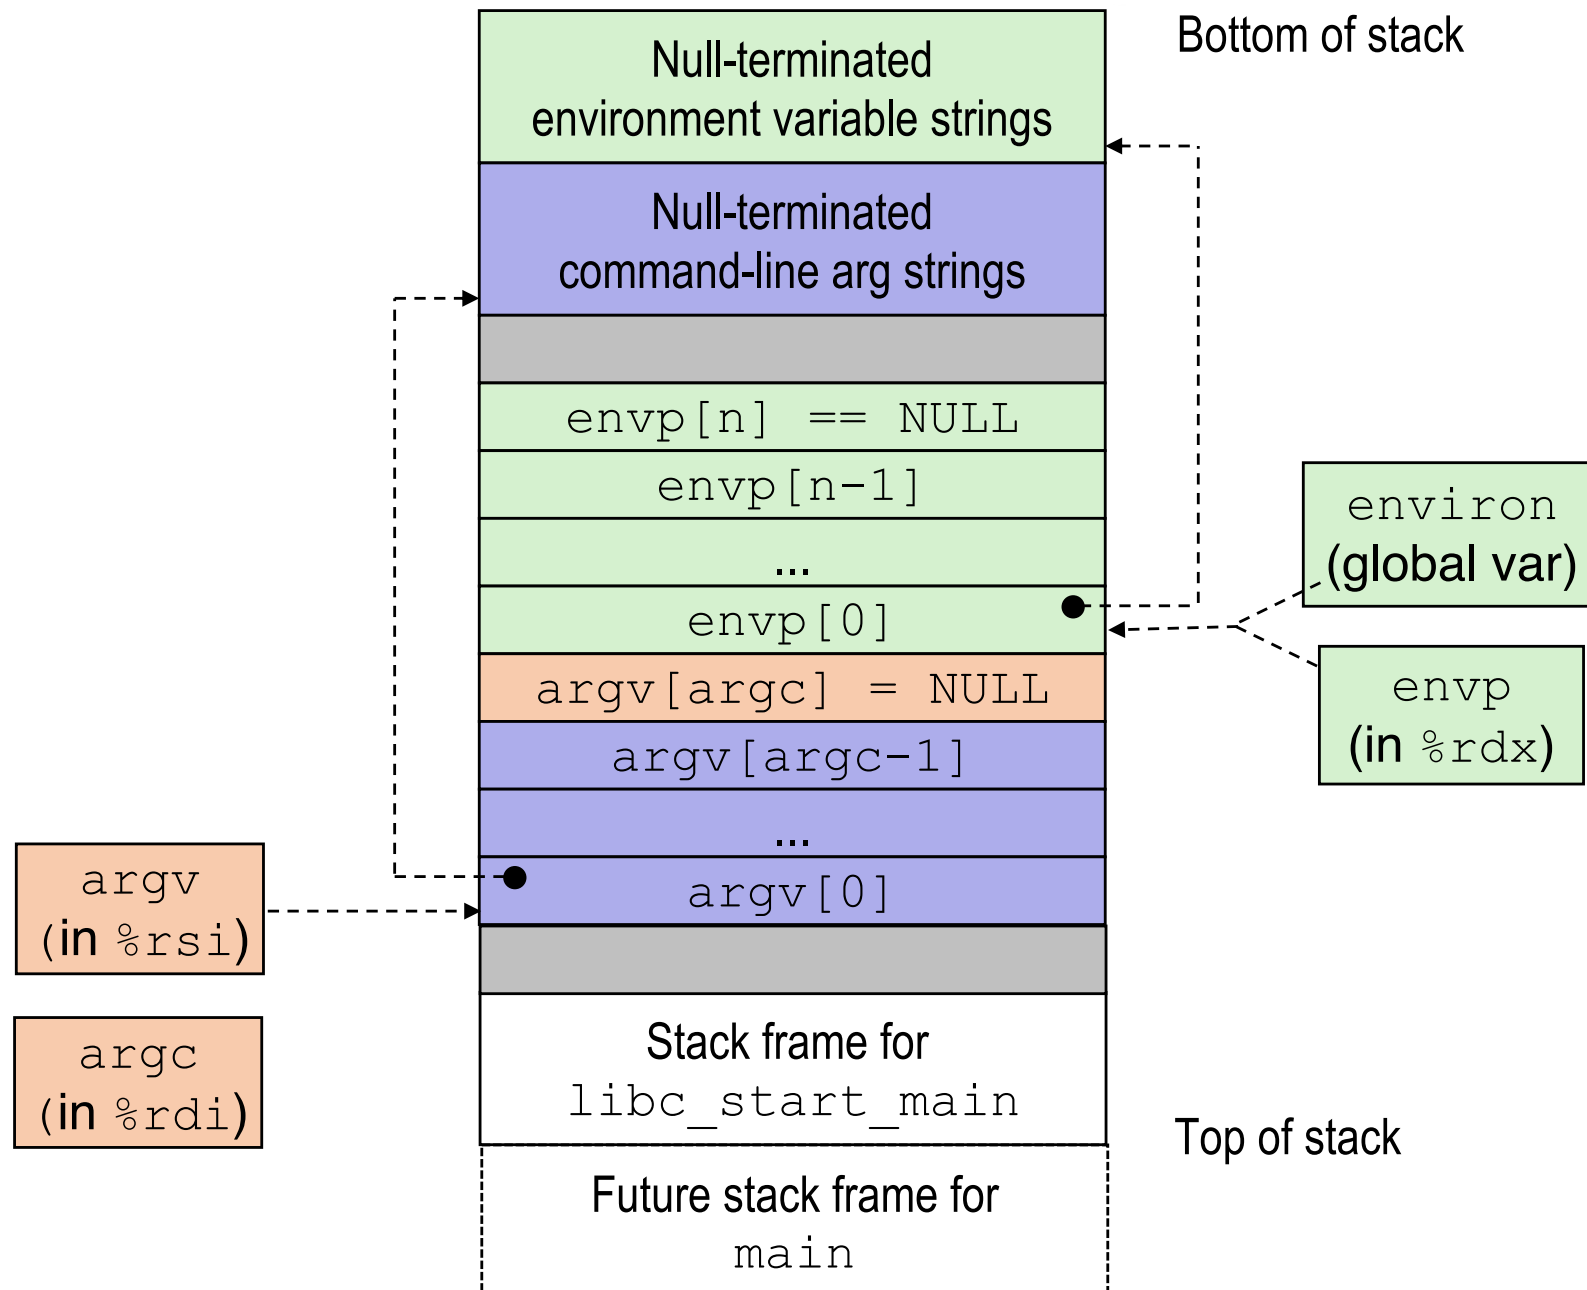 Null-terminated
environment variable strings
Bottom of stack
Null-terminated
command-line arg strings
envp[n] == NULL
envp[n-1]
...
envp[0]
environ
(global var)
argv[argc] = NULL
envp
(in %rdx)
argv[argc-1]
...
argv[0]
argv
(in %rsi)
argc
(in %rdi)
Stack frame for
libc_start_main
Top of stack
Future stack frame for
main